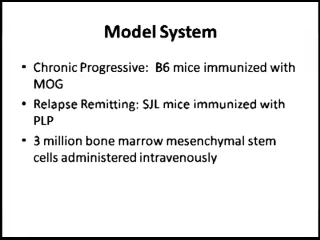 Model System
• Chronic Progressive: B6 mice immunized with
MOG
• Relapse Remitting: SJL mice immunized with
PLP
• 3 million bone marrow mesenchymal stem
cells administered intravenously